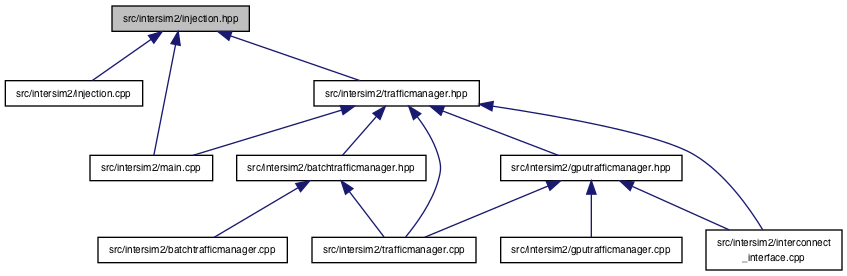 src/intersim2/injection.hpp
src/intersim2/injection.cpp
src/intersim2/trafficmanager.hpp
src/intersim2/main.cpp
src/intersim2/batchtrafficmanager.hpp
src/intersim2/gputrafficmanager.hpp
src/intersim2/batchtrafficmanager.cpp
src/intersim2/trafficmanager.cpp
src/intersim2/gputrafficmanager.cpp
src/intersim2/interconnect
_interface.cpp